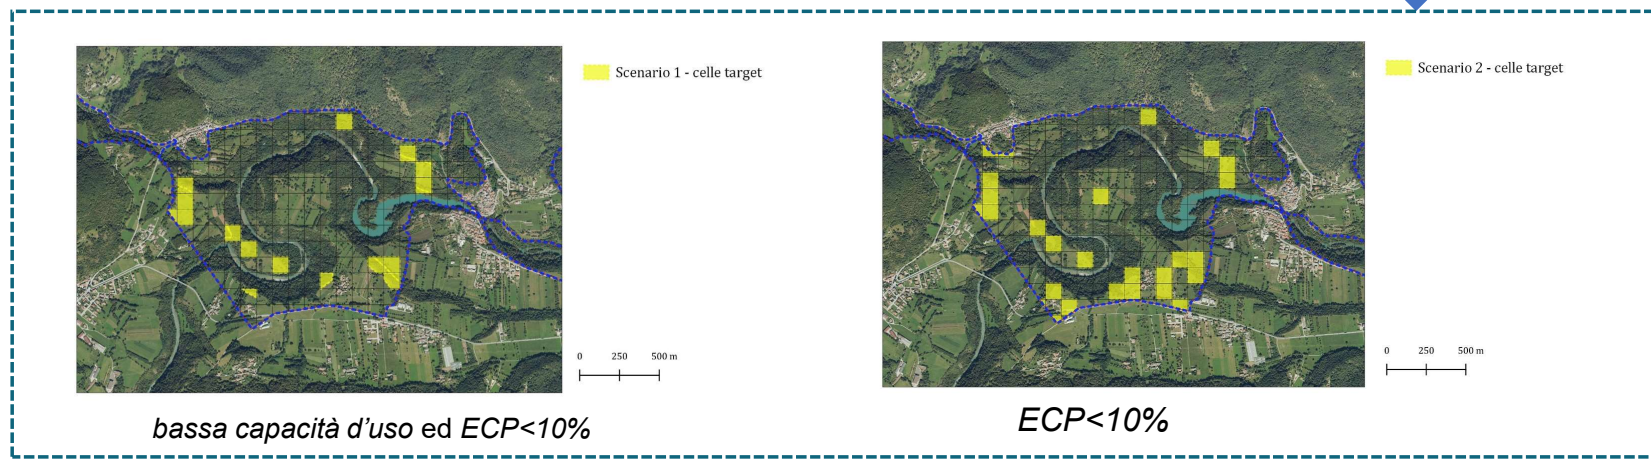 Scenario 1 - celle target
0 250 500 m
bassa capacità d'uso ed ECP<10%
Scenario 2 - celle target
0 250 500 m
ECP<10%